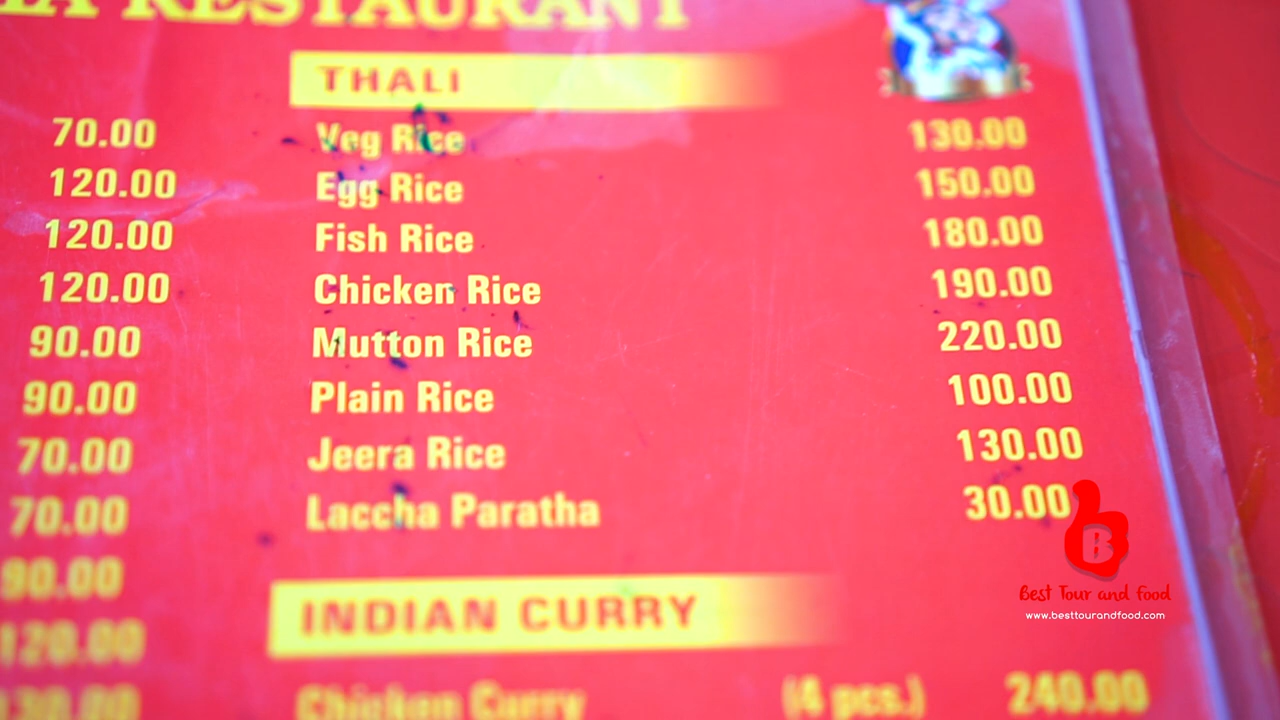 LA RESTAURANT
THALI
70.00
120.00
120.00
120.00
90.00
90.00
70.00
70.00
90.00
120.00
130.00
Veg Rice 130.00
Egg Rice 150.00
Fish Rice 180.00
Chicken Rice 190.00
Mutton Rice 220.00
Plain Rice 100.00
Jeera Rice 130.00
Laccha Paratha 30.00
INDIAN CURRY
Chicken Curry (4 pcs.) 240.00
B
Best Tour and Food
www.besttourandfood.com